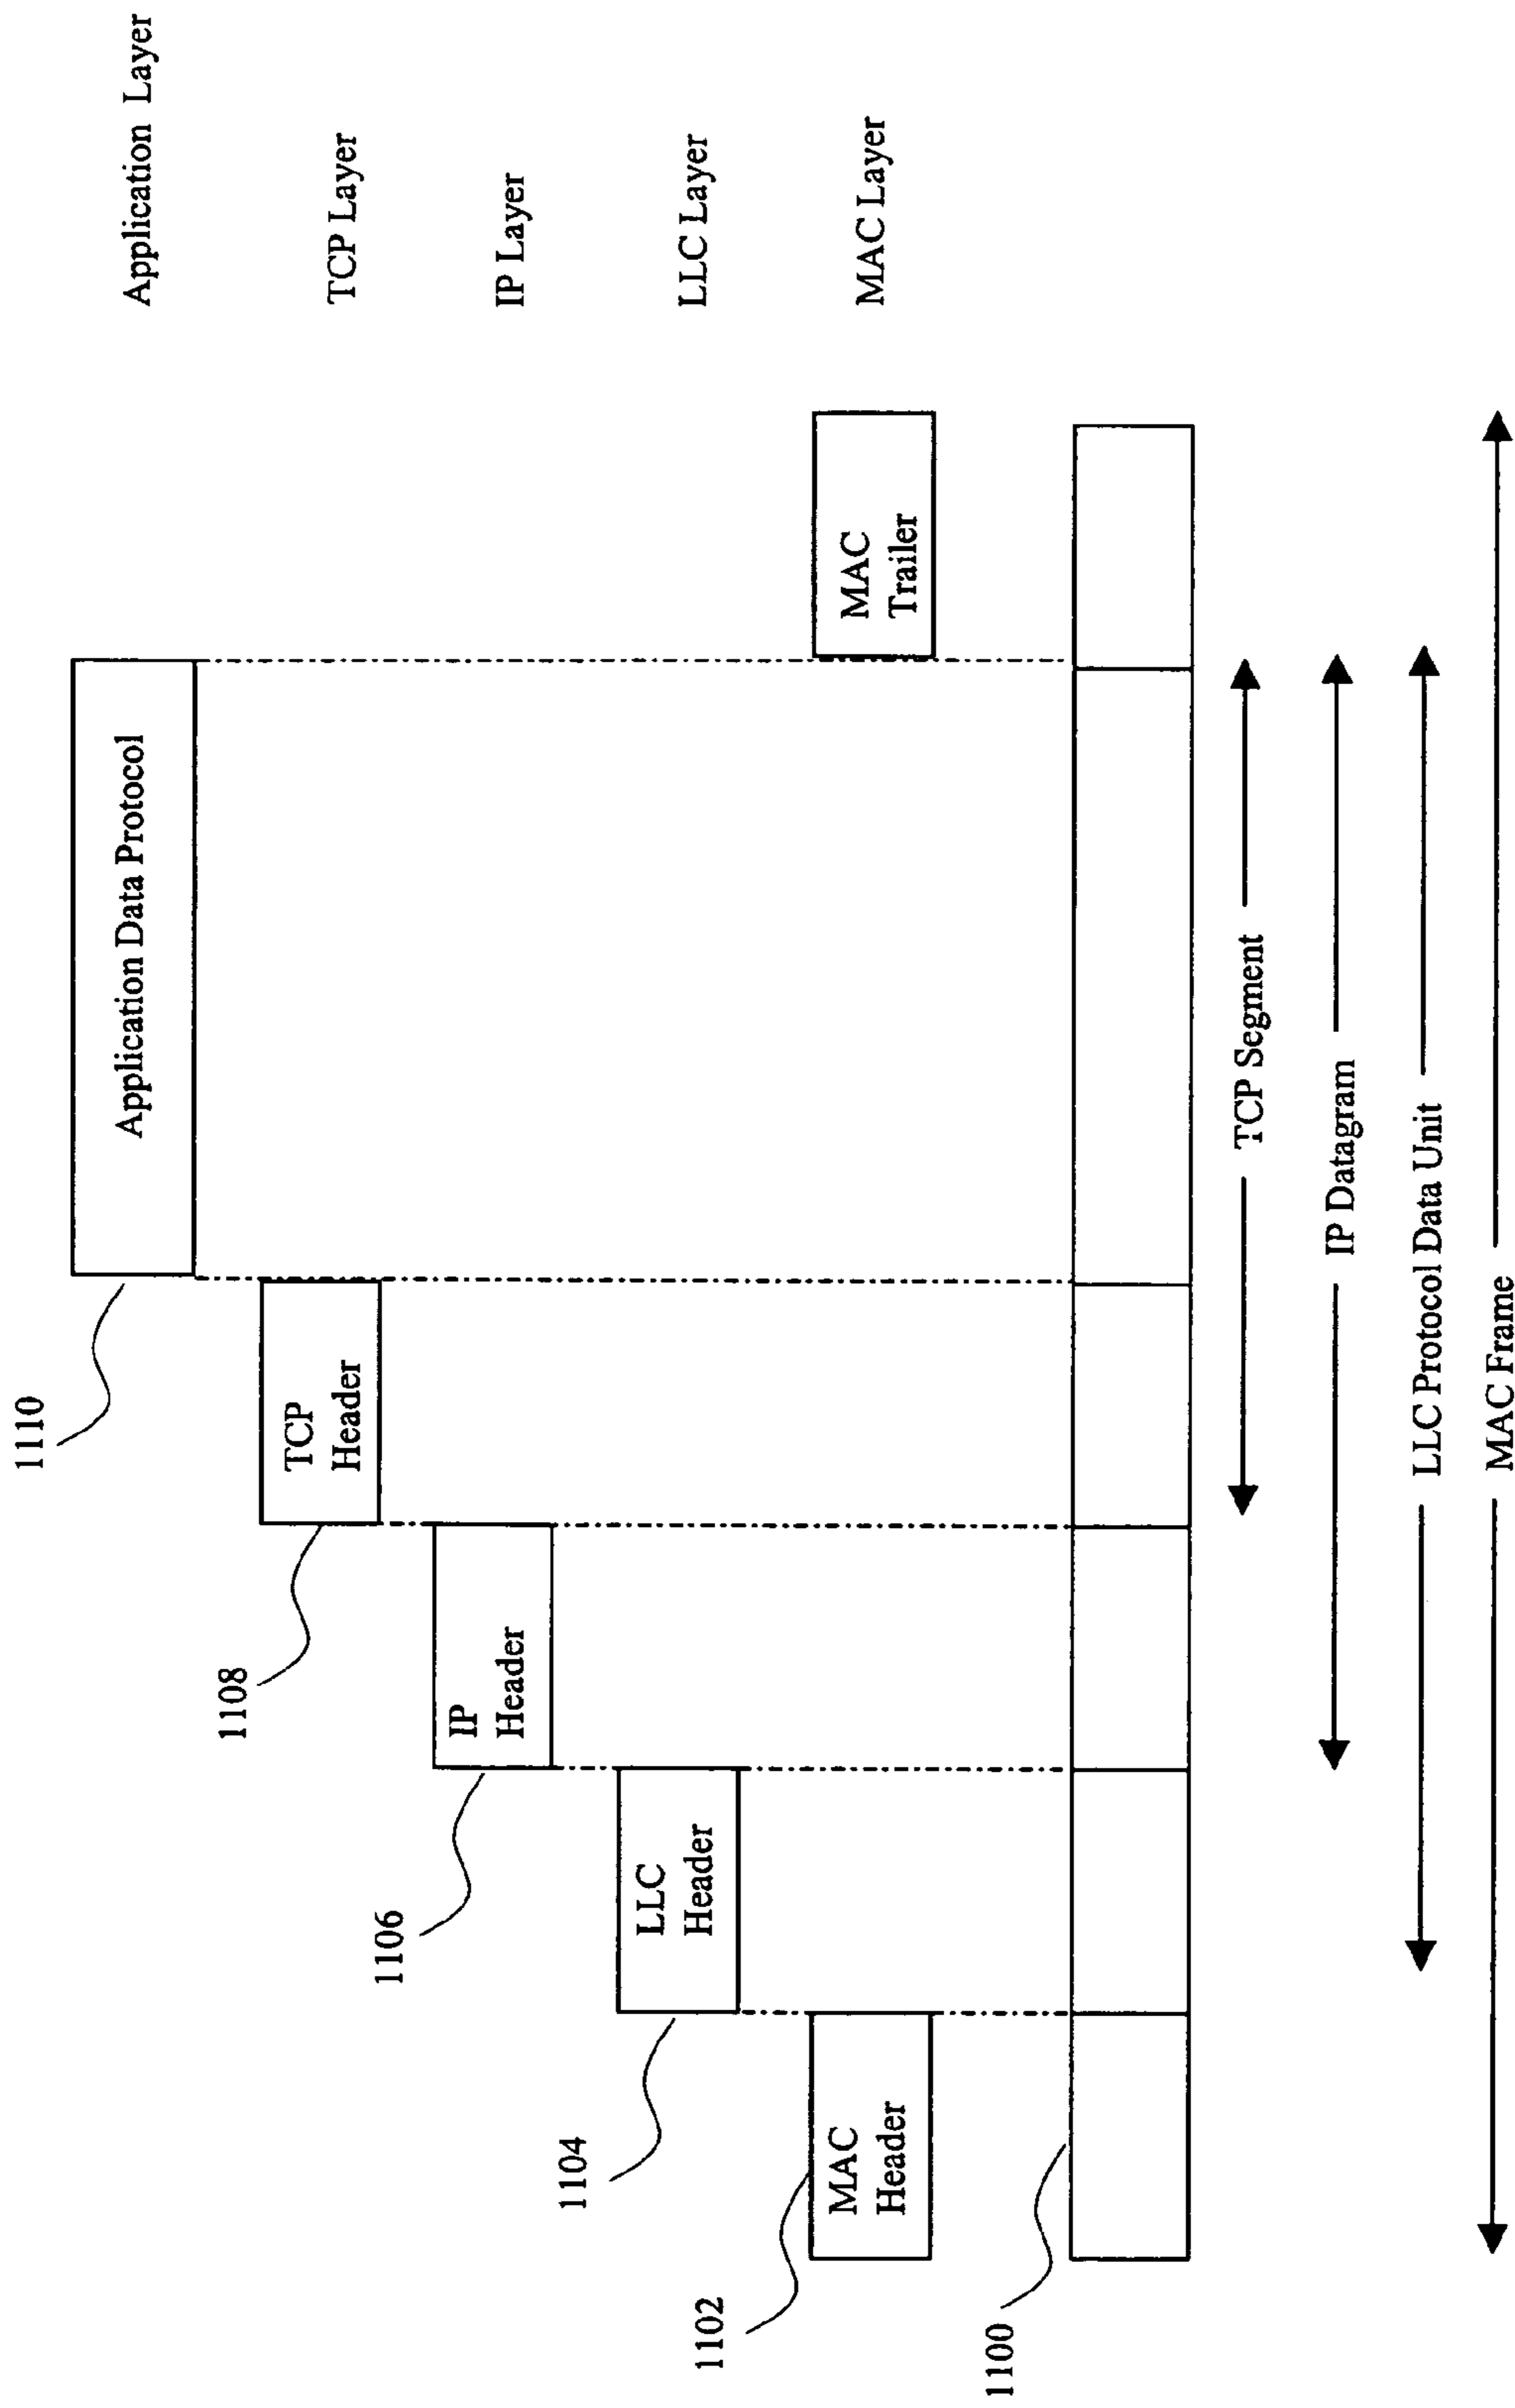 1110
Application Data Protocol
Application Layer
1108
TCP
Header
TCP Layer
1106
IP
Header
IP Layer
1104
LLC
Header
LLC Layer
1102
MAC
Header
MAC
Trailer
MAC Layer
1100
TCP Segment
IP Datagram
LLC Protocol Data Unit
MAC Frame